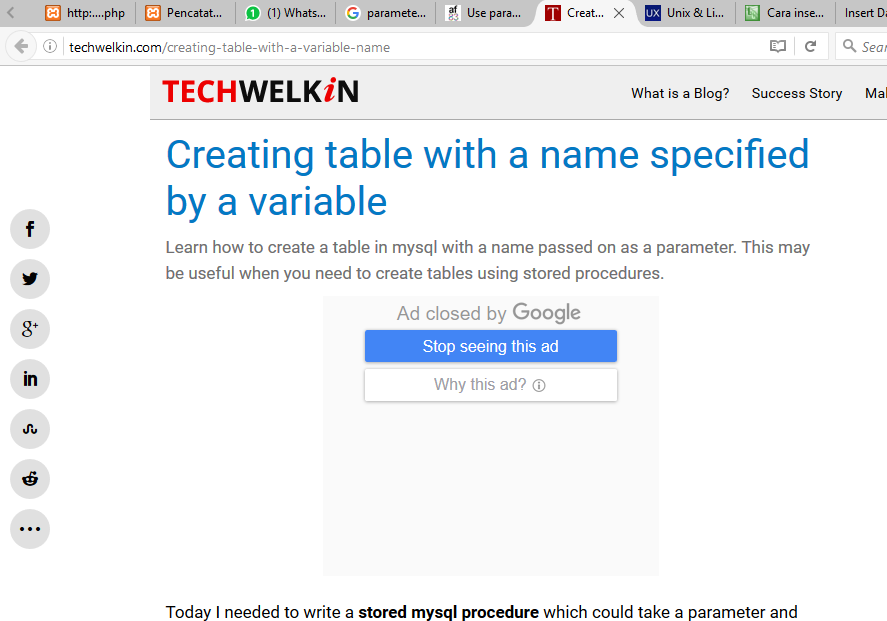 http:....php
Pencatat...
(1) Whats...
paramete...
Use para...
Creat...
Unix & Li...
Cara inse...
Insert Da
techwelkin.com/creating-table-with-a-variable-name
Sear
TECHWELKiN
What is a Blog?
Success Story
Mal
Creating table with a name specified
by a variable
Learn how to create a table in mysql with a name passed on as a parameter. This may
be useful when you need to create tables using stored procedures.
Ad closed by Google
Stop seeing this ad
Why this ad?
Today I needed to write a stored mysql procedure which could take a parameter and